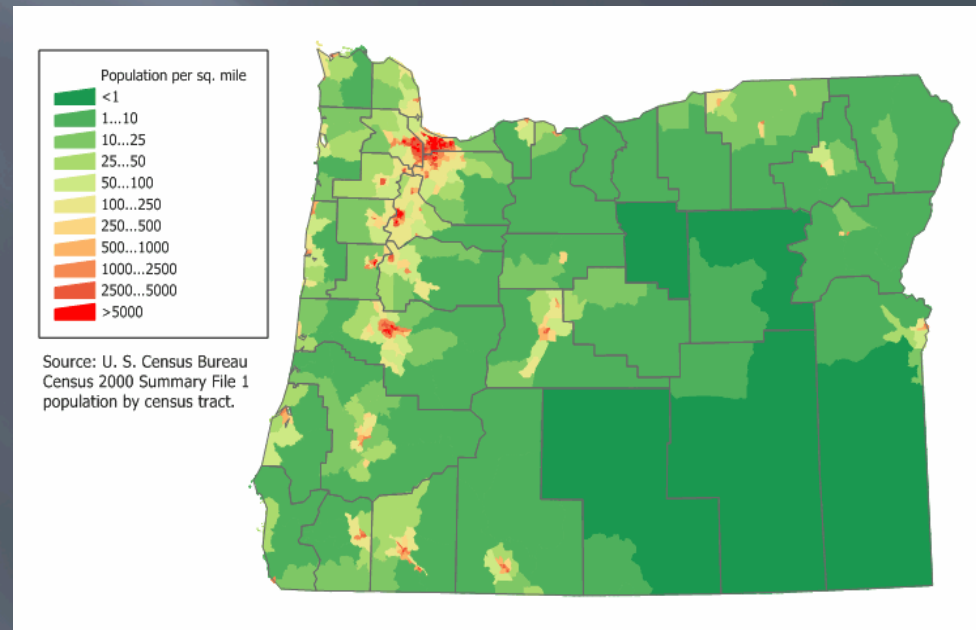 Population per sq. mile
<1
1...10
10...25
25...50
50...100
100...250
250...500
500...1000
1000...2500
2500...5000
>5000
Source: U. S. Census Bureau
Census 2000 Summary File 1
population by census tract.